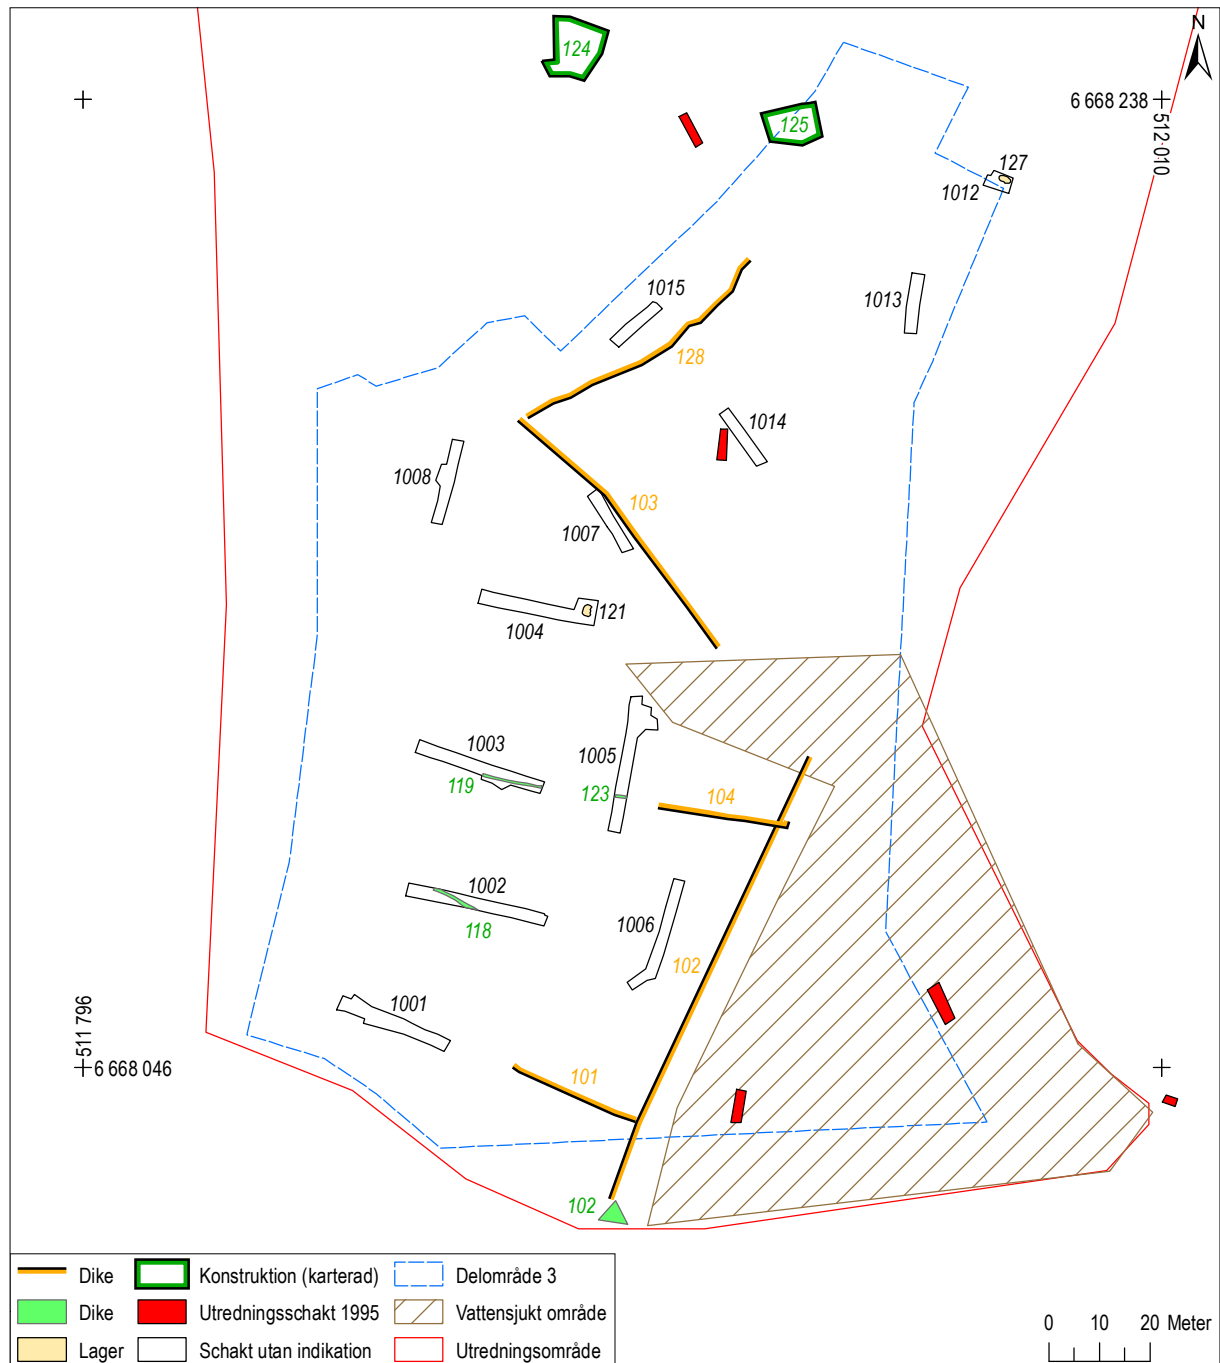 N
124
125
6 668 238
512 010
127
1012
1015
1013
128
1014
1008
103
1007
121
1004
1003
1005
119
123
104
1002
118
1006
102
1001
511 796
6 668 046
101
102
Dike
Konstruktion (karterad)
Delområde 3
Dike
Utredningsschakt 1995
Vattensjukt område
Lager
Schakt utan indikation
Utredningsområde
0 10 20 Meter